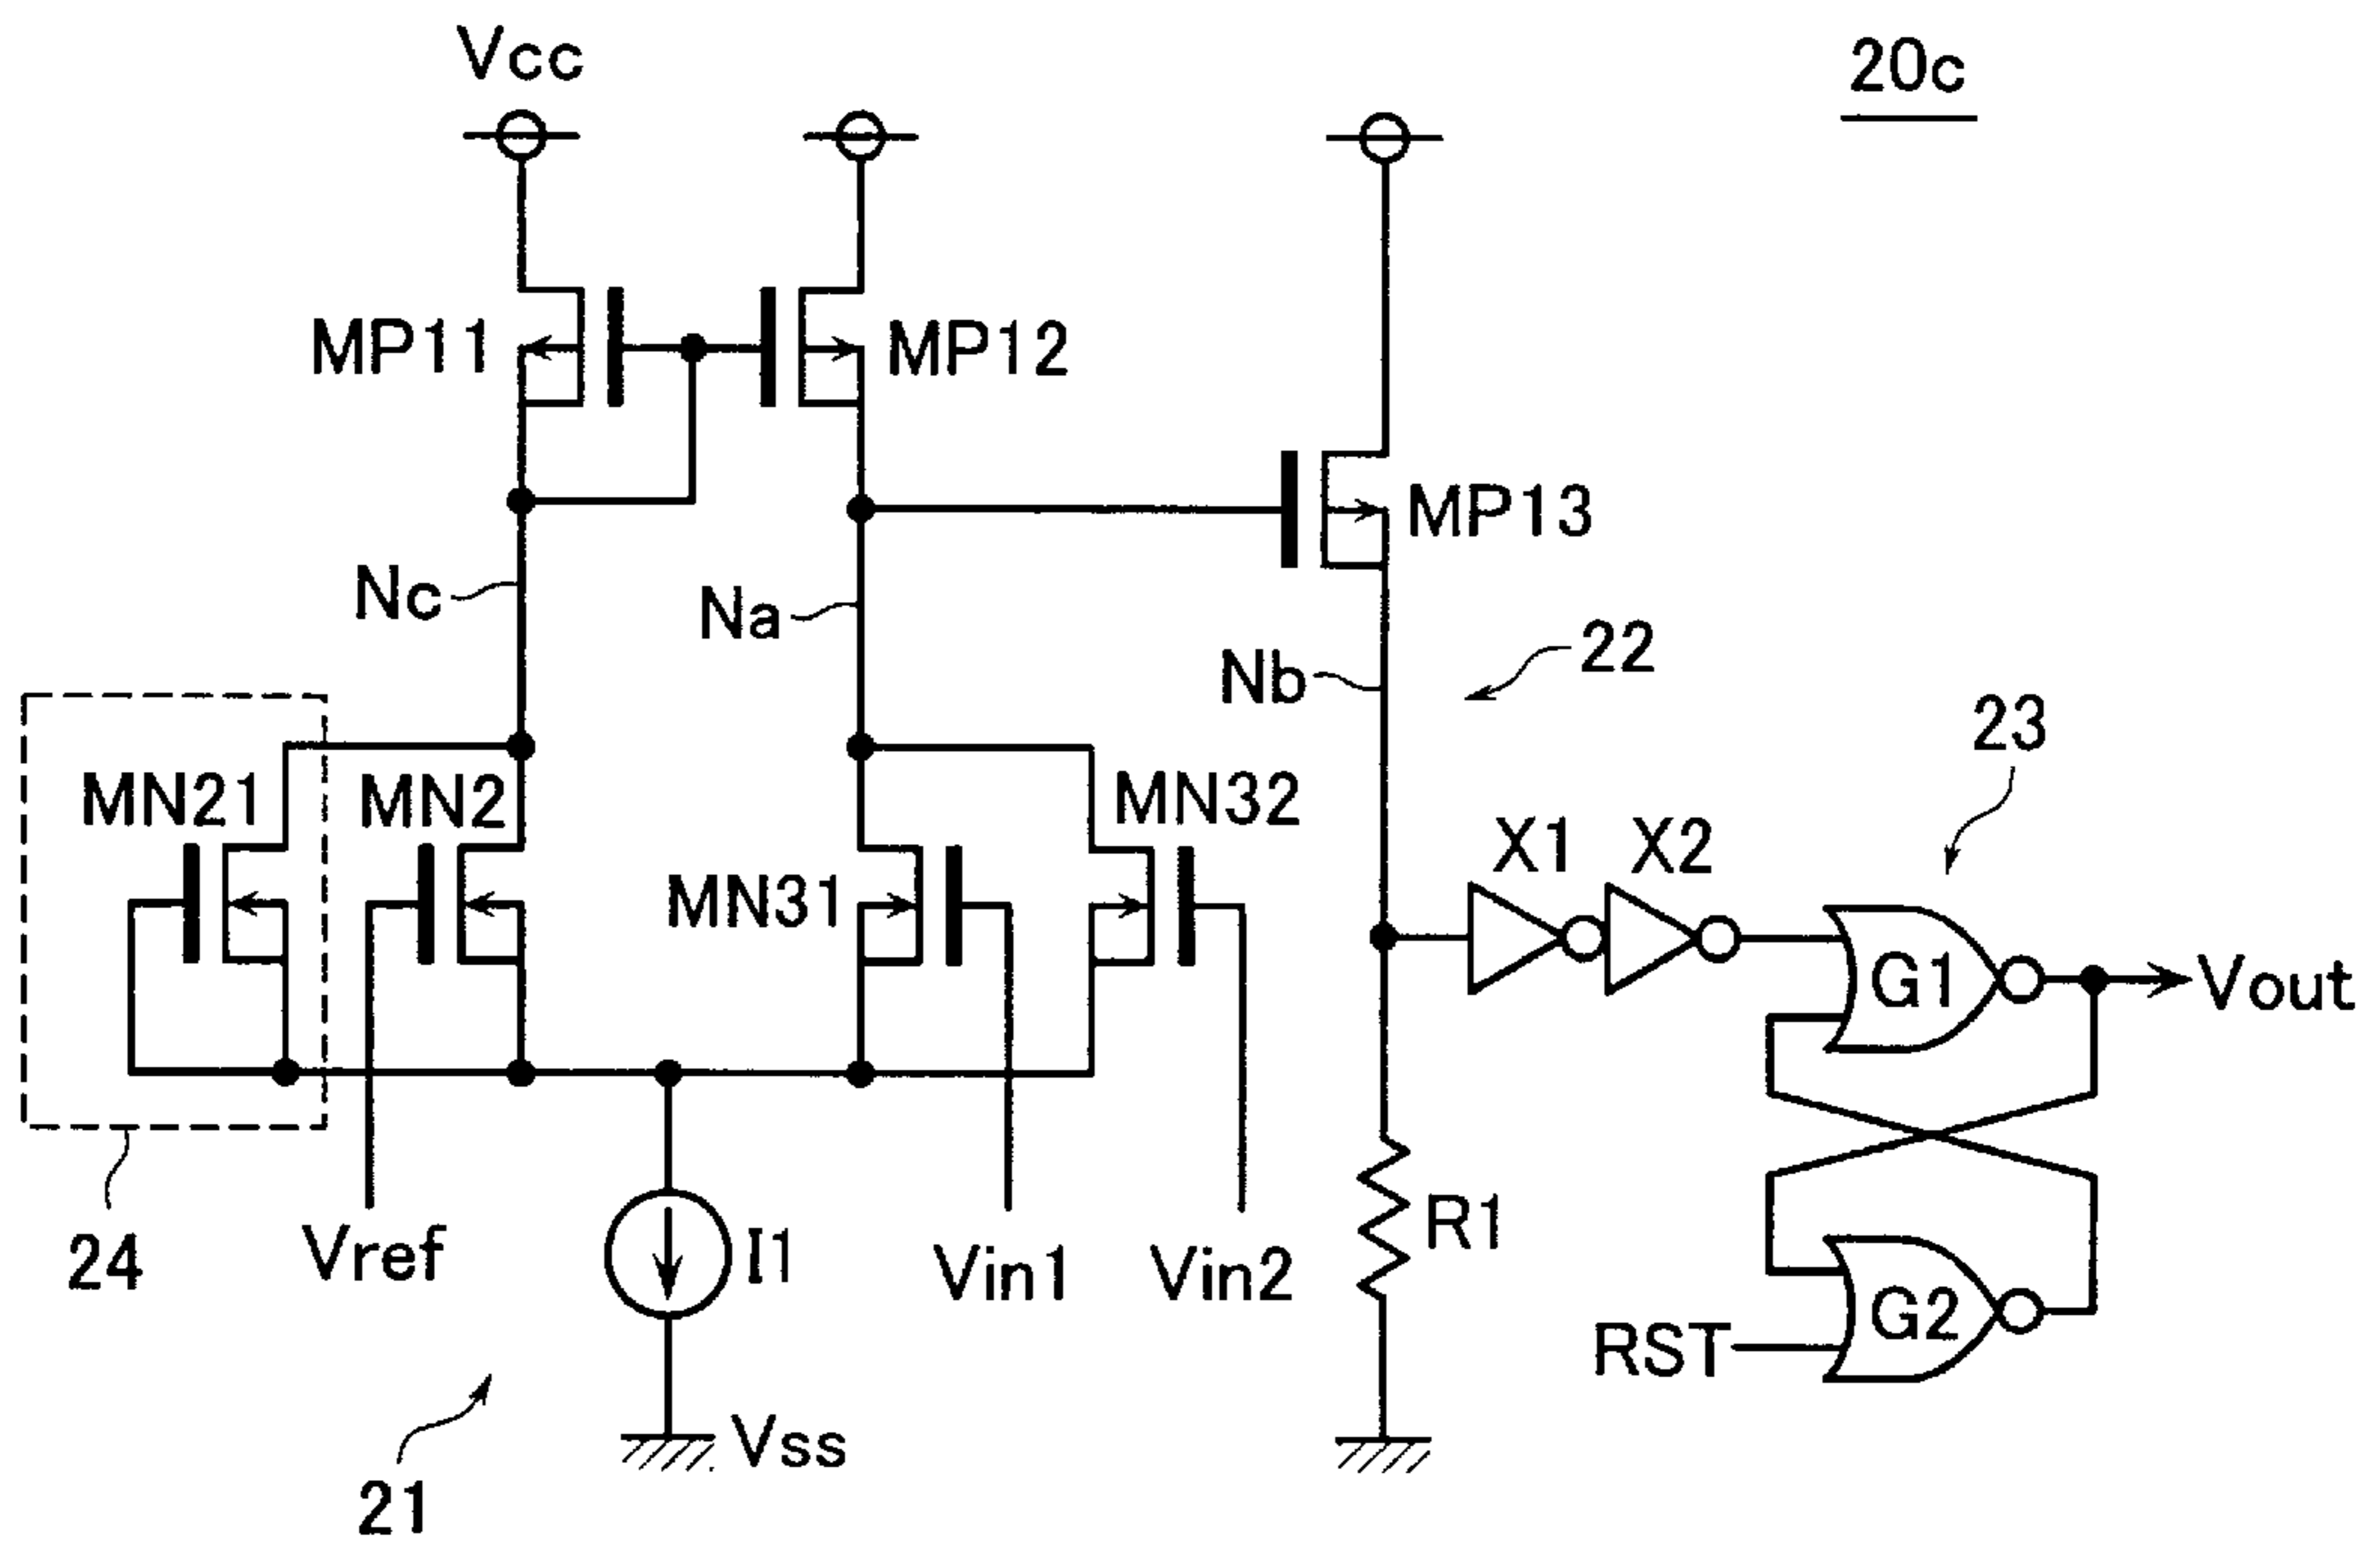 Vcc
20c
MP11
MP12
MP13
Nc
Na
Nb
22
23
MN21
MN2
MN32
MN31
X1
X2
G1
Vout
24
Vref
I1
Vin1
Vin2
R1
G2
RST
Vss
21